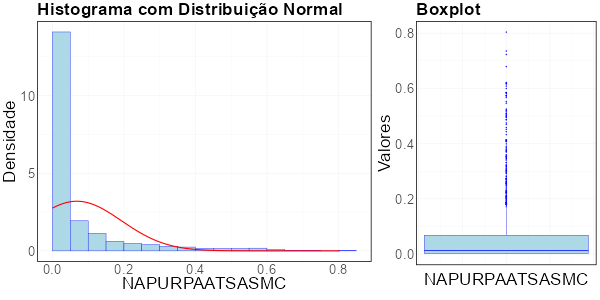 Histograma com Distribuição Normal
Densidade
10
5
0
0.0 0.2 0.4 0.6 0.8
NAPURPAATSASMC
Boxplot
Valores
0.8
0.6
0.4
0.2
0.0
NAPURPAATSASMC